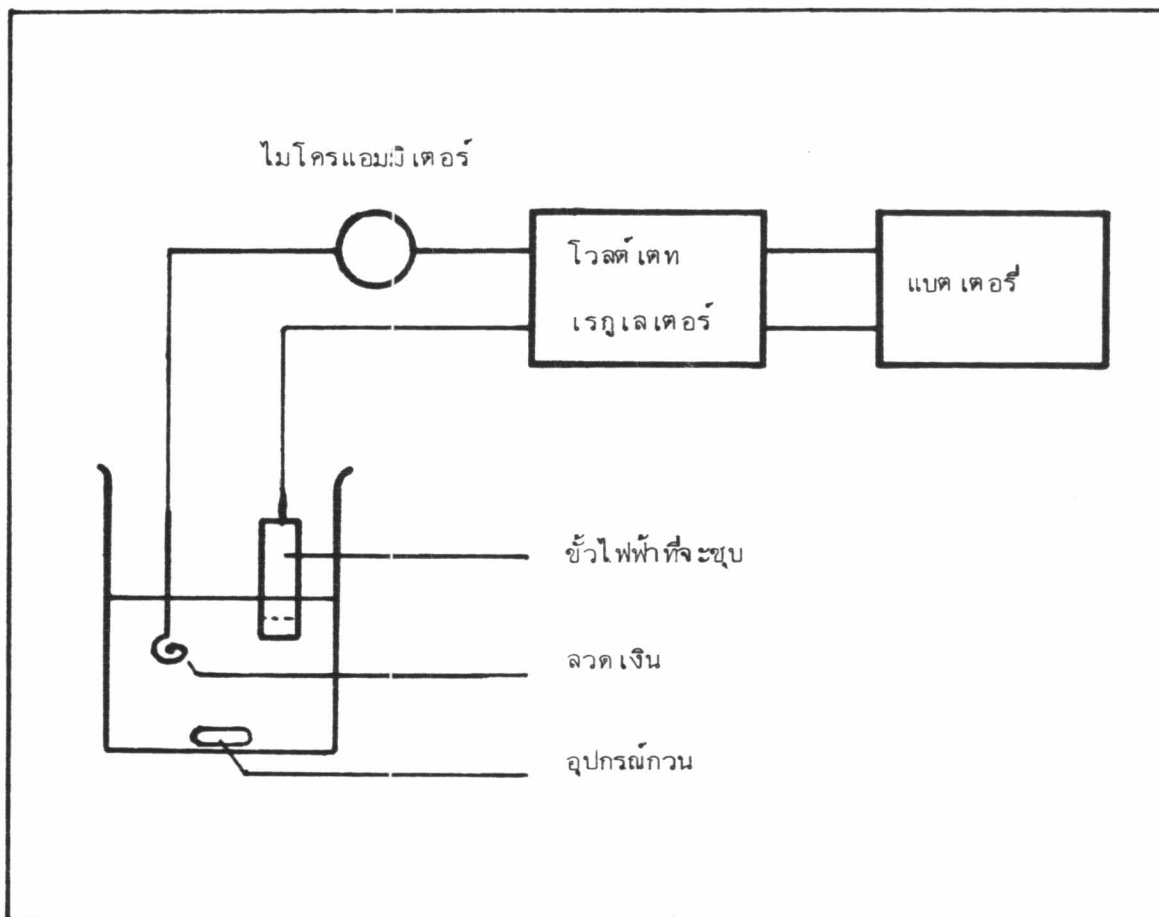 ไมโครแอมมิเตอร์
โวลต์เตท
เรกูเลเตอร์
แบตเตอรี่
ขั้วไฟฟ้าที่จะชุบ
ลวดเงิน
อุปกรณ์กวน